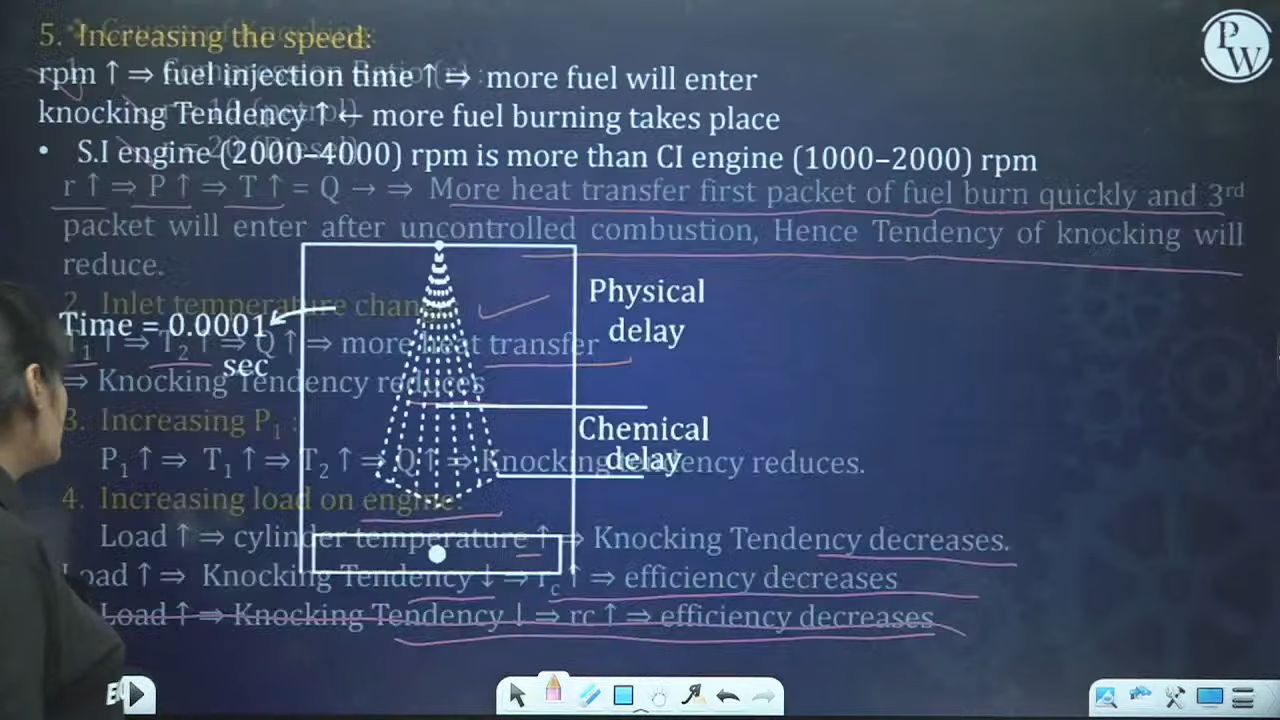 5. Increasing the speed:
rpm ↑ ⇒ fuel injection time ↑ ⇒ more fuel will enter
knocking Tendency ↑ ← more fuel burning takes place
• S.I engine (2000–4000) rpm is more than CI engine (1000–2000) rpm
r ↑ ⇒ P ↑ ⇒ T ↑ = Q → ⇒ More heat transfer first packet of fuel burn quickly and 3rd
packet will enter after uncontrolled combustion, Hence Tendency of knocking will
reduce.
Physical
delay
Time = 0.0001
sec
2. Inlet temperature change
T1 ↑ ⇒ T2 ↑ ⇒ Q ↑ ⇒ more heat transfer
⇒ Knocking Tendency reduces
3. Increasing P1 :
Chemical
delay
P1 ↑ ⇒ T1 ↑ ⇒ T2 ↑ ⇒ Q ↑ ⇒ Knocking tendency reduces.
4. Increasing load on engine:
Load ↑ ⇒ cylinder temperature ↑ ⇒ Knocking Tendency decreases.
Load ↑ ⇒ Knocking Tendency ↓ ⇒ rc ↑ ⇒ efficiency decreases
Load ↑ ⇒ Knocking Tendency ↓ ⇒ rc ↑ ⇒ efficiency decreases
Compression Ratio (r) :
(petrol)
(Diesel)
PW